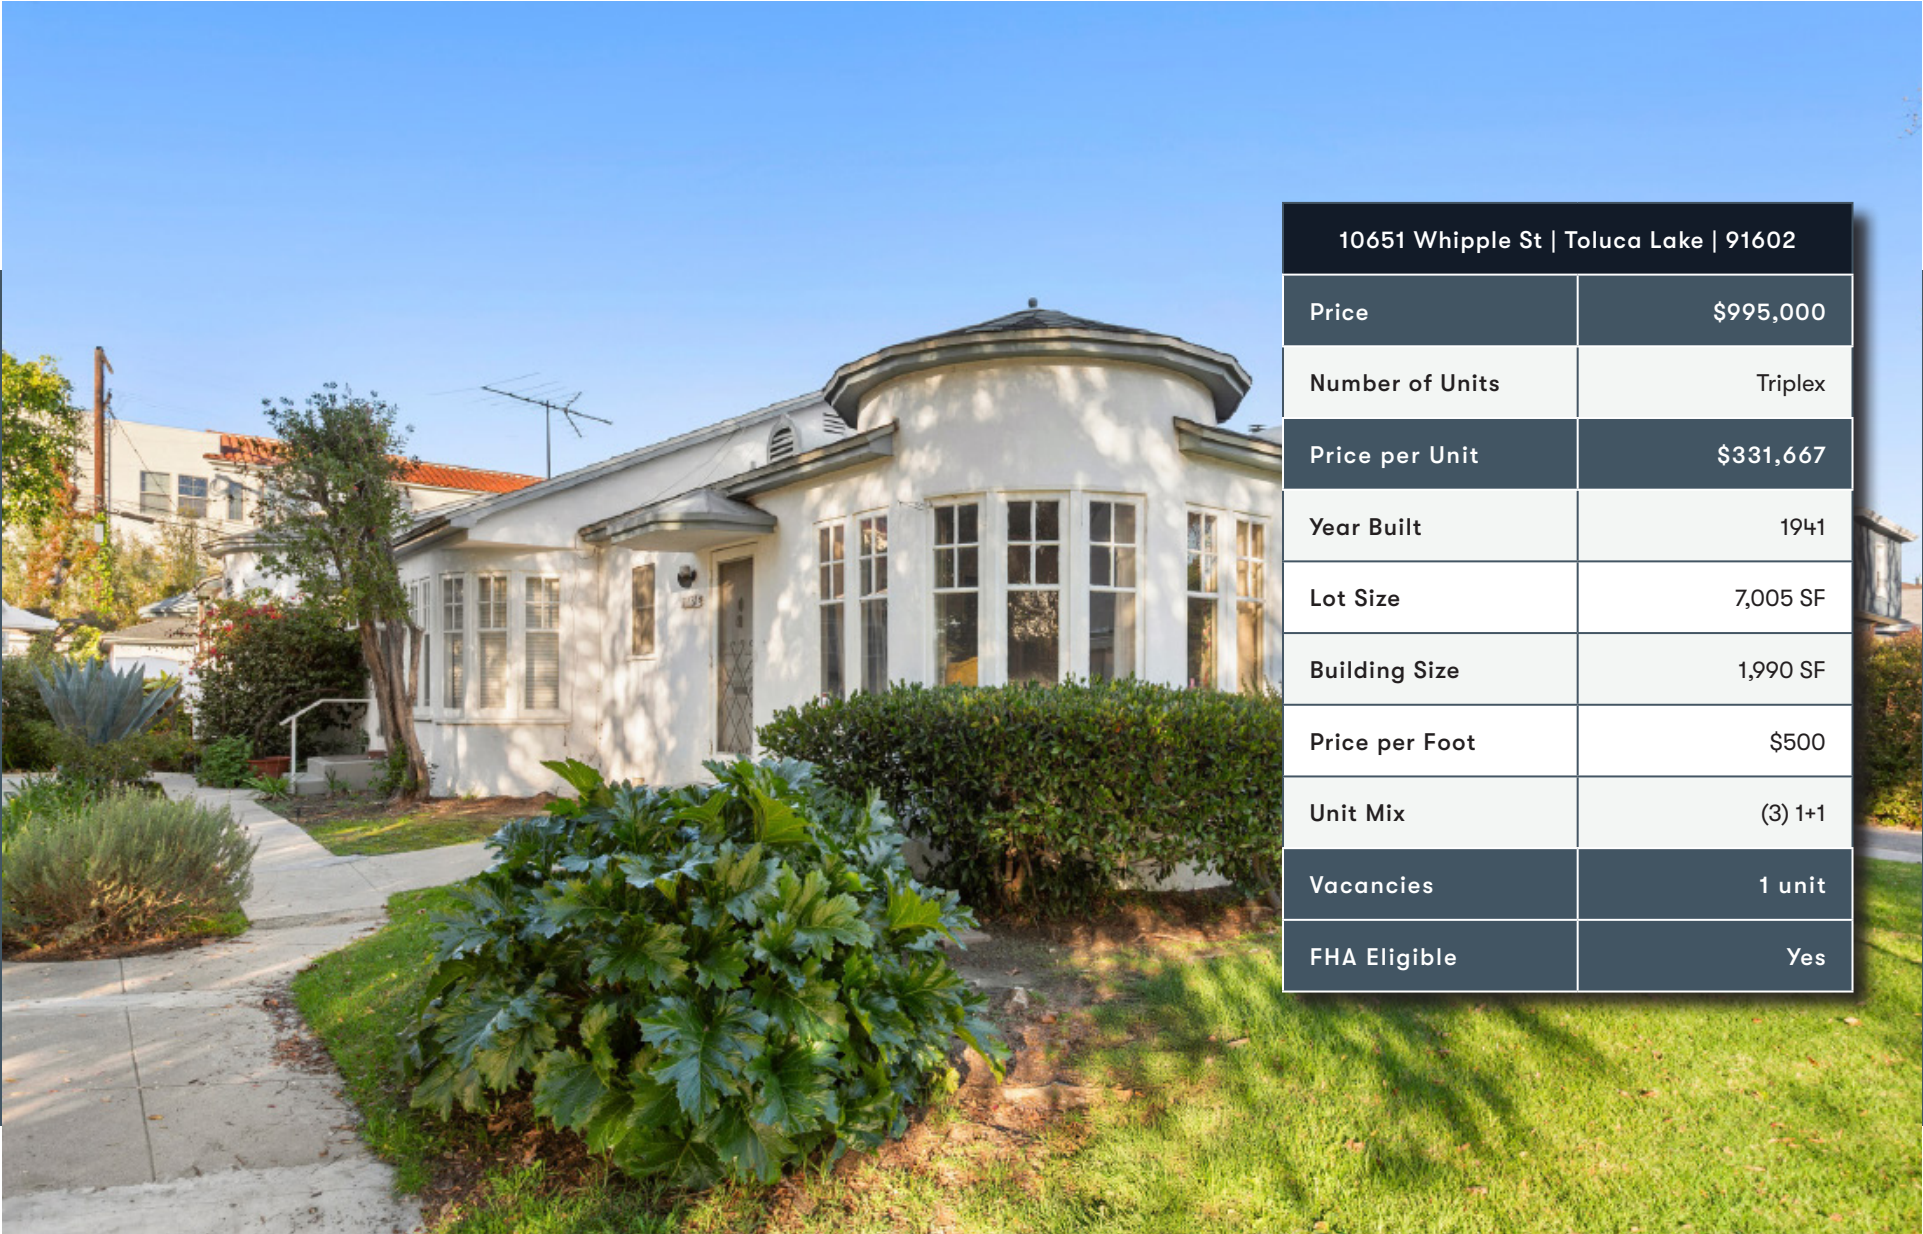 10651 Whipple St | Toluca Lake | 91602
Price $995,000
Number of Units Triplex
Price per Unit $331,667
Year Built 1941
Lot Size 7,005 SF
Building Size 1,990 SF
Price per Foot $500
Unit Mix (3) 1+1
Vacancies 1 unit
FHA Eligible Yes